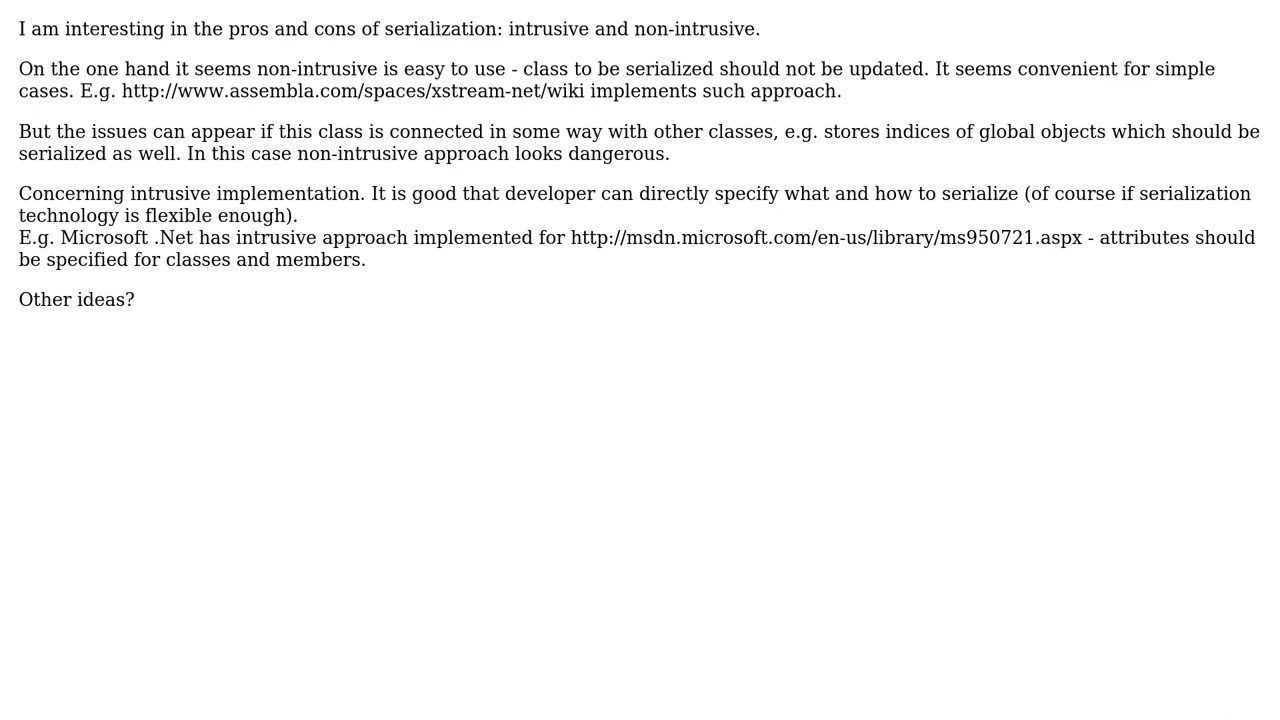 I am interesting in the pros and cons of serialization: intrusive and non-intrusive.
On the one hand it seems non-intrusive is easy to use - class to be serialized should not be updated. It seems convenient for simple
cases. E.g. http://www.assembla.com/spaces/xstream-net/wiki implements such approach.
But the issues can appear if this class is connected in some way with other classes, e.g. stores indices of global objects which should be
serialized as well. In this case non-intrusive approach looks dangerous.
Concerning intrusive implementation. It is good that developer can directly specify what and how to serialize (of course if serialization
technology is flexible enough).
E.g. Microsoft .Net has intrusive approach implemented for http://msdn.microsoft.com/en-us/library/ms950721.aspx - attributes should
be specified for classes and members.
Other ideas?